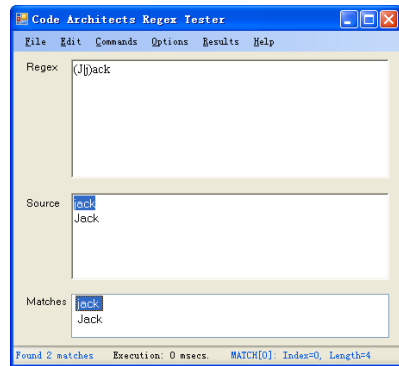 Code Architects Regex Tester
File Edit Commands Options Results Help
Regex
(J|j)ack
Source
jack
Jack
Matches
jack
Jack
Found 2 matches Execution: 0 msecs. MATCH[0]: Index=0, Length=4